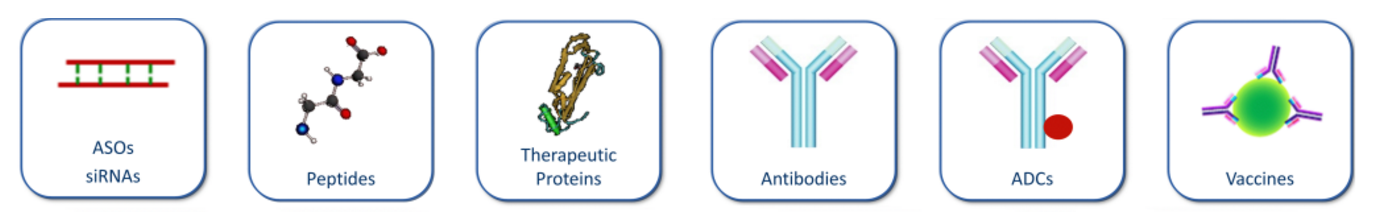 ASOs
siRNAs
Peptides
Therapeutic
Proteins
Antibodies
ADCs
Vaccines